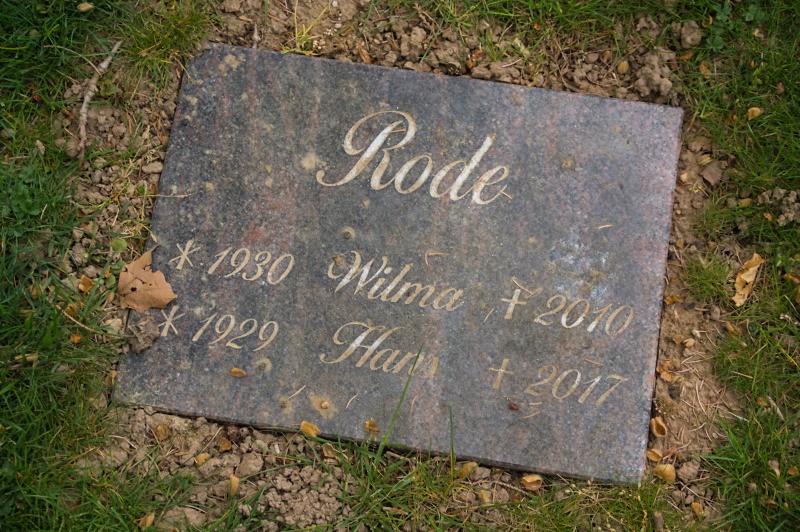 Rode
* 1930 Wilma † 2010
* 1929 Hans † 2017